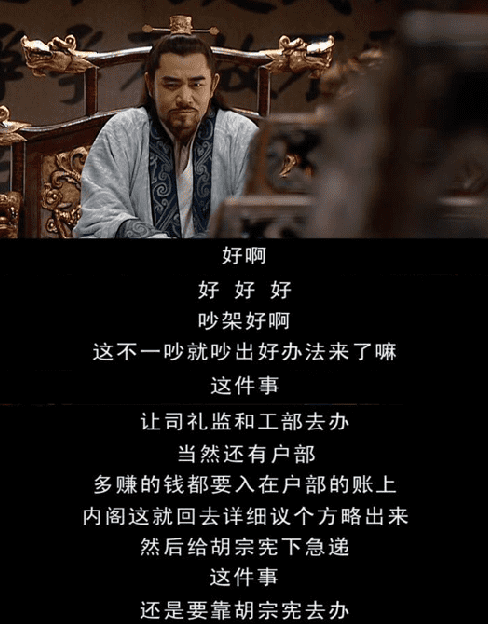 好啊
好 好 好
吵架好啊
这不一吵就吵出好办法来了嘛
这件事
让司礼监和工部去办
当然还有户部
多赚的钱都要入在户部的账上
内阁这就回去详细议个方略出来
然后给胡宗宪下急递
这件事
还是要靠胡宗宪去办